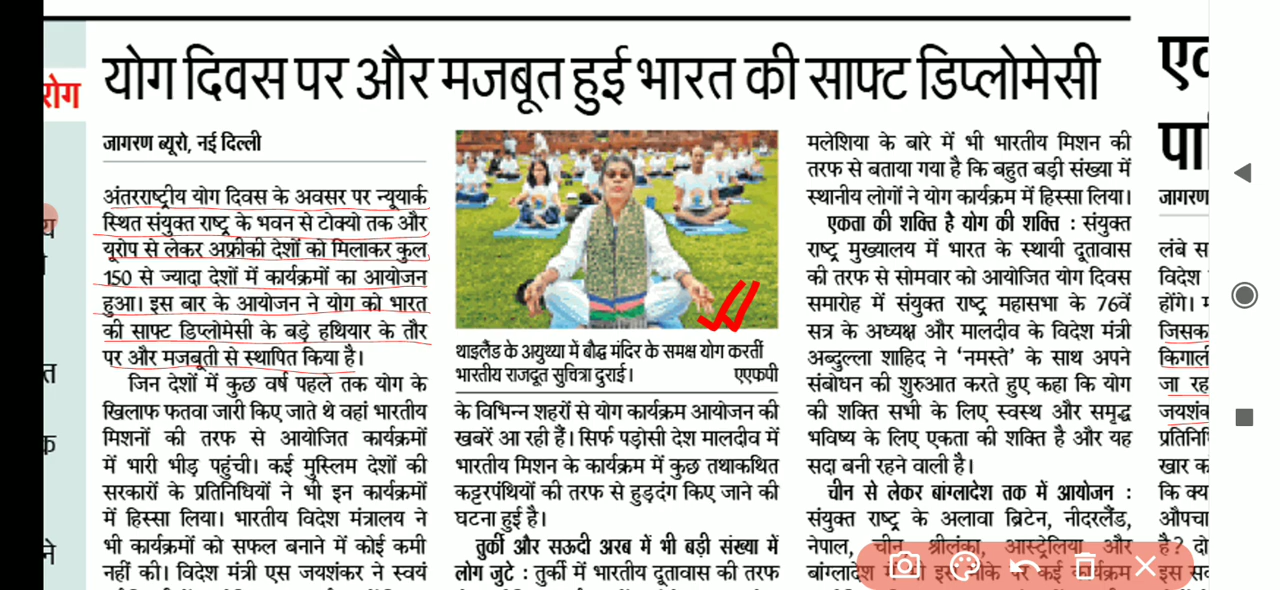 रोग
योग दिवस पर और मजबूत हुई भारत की साफ्ट डिप्लोमेसी
जागरण ब्यूरो, नई दिल्ली
अंतरराष्ट्रीय योग दिवस के अवसर पर न्यूयार्क
स्थित संयुक्त राष्ट्र के भवन से टोक्यो तक और
यूरोप से लेकर अफ्रीकी देशों को मिलाकर कुल
150 से ज्यादा देशों में कार्यक्रमों का आयोजन
हुआ। इस बार के आयोजन ने योग को भारत
की साफ्ट डिप्लोमेसी के बड़े हथियार के तौर
पर और मजबूती से स्थापित किया है।
जिन देशों में कुछ वर्ष पहले तक योग के
खिलाफ फतवा जारी किए जाते थे वहां भारतीय
मिशनों की तरफ से आयोजित कार्यक्रमों
में भारी भीड़ पहुंची। कई मुस्लिम देशों की
सरकारों के प्रतिनिधियों ने भी इन कार्यक्रमों
में हिस्सा लिया। भारतीय विदेश मंत्रालय ने
भी कार्यक्रमों को सफल बनाने में कोई कमी
नहीं की। विदेश मंत्री एस जयशंकर ने स्वयं
थाइलैंड के अयुथ्या में बौद्ध मंदिर के समक्ष योग करतीं
भारतीय राजदूत सुचित्रा दुराई। एएफपी
के विभिन्न शहरों से योग कार्यक्रम आयोजन की
खबरें आ रही हैं। सिर्फ पड़ोसी देश मालदीव में
भारतीय मिशन के कार्यक्रम में कुछ तथाकथित
कट्टरपंथियों की तरफ से हुड़दंग किए जाने की
घटना हुई है।
तुर्की और सऊदी अरब में भी बड़ी संख्या में
लोग जुटे : तुर्की में भारतीय दूतावास की तरफ
मलेशिया के बारे में भी भारतीय मिशन की
तरफ से बताया गया है कि बहुत बड़ी संख्या में
स्थानीय लोगों ने योग कार्यक्रम में हिस्सा लिया।
एकता की शक्ति है योग की शक्ति : संयुक्त
राष्ट्र मुख्यालय में भारत के स्थायी दूतावास
की तरफ से सोमवार को आयोजित योग दिवस
समारोह में संयुक्त राष्ट्र महासभा के 76वें
सत्र के अध्यक्ष और मालदीव के विदेश मंत्री
अब्दुल्ला शाहिद ने ‘नमस्ते’ के साथ अपने
संबोधन की शुरुआत करते हुए कहा कि योग
की शक्ति सभी के लिए स्वस्थ और समृद्ध
भविष्य के लिए एकता की शक्ति है और यह
सदा बनी रहने वाली है।
चीन से लेकर बांग्लादेश तक में आयोजन :
संयुक्त राष्ट्र के अलावा ब्रिटेन, नीदरलैंड,
नेपाल, चीन, श्रीलंका, आस्ट्रेलिया और
बांग्लादेश में भी इस मौके पर कई कार्यक्रम
जागरण
लंबे स
विदेश
होंगे।
जिसक
किगाली
जा रह
जयशंक
प्रतिनि
खार क
कि क्य
औपचा
है? दो
इस सव